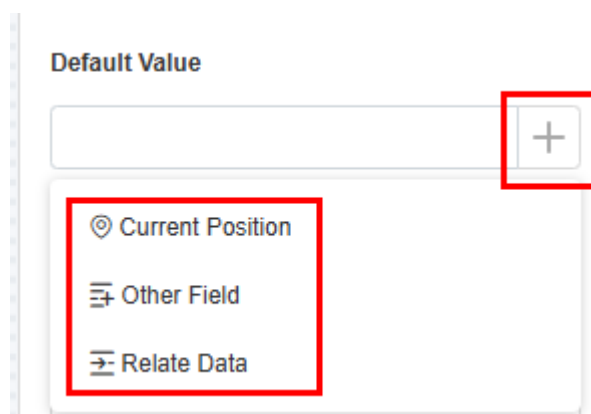 Default Value
Current Position
Other Field
Relate Data